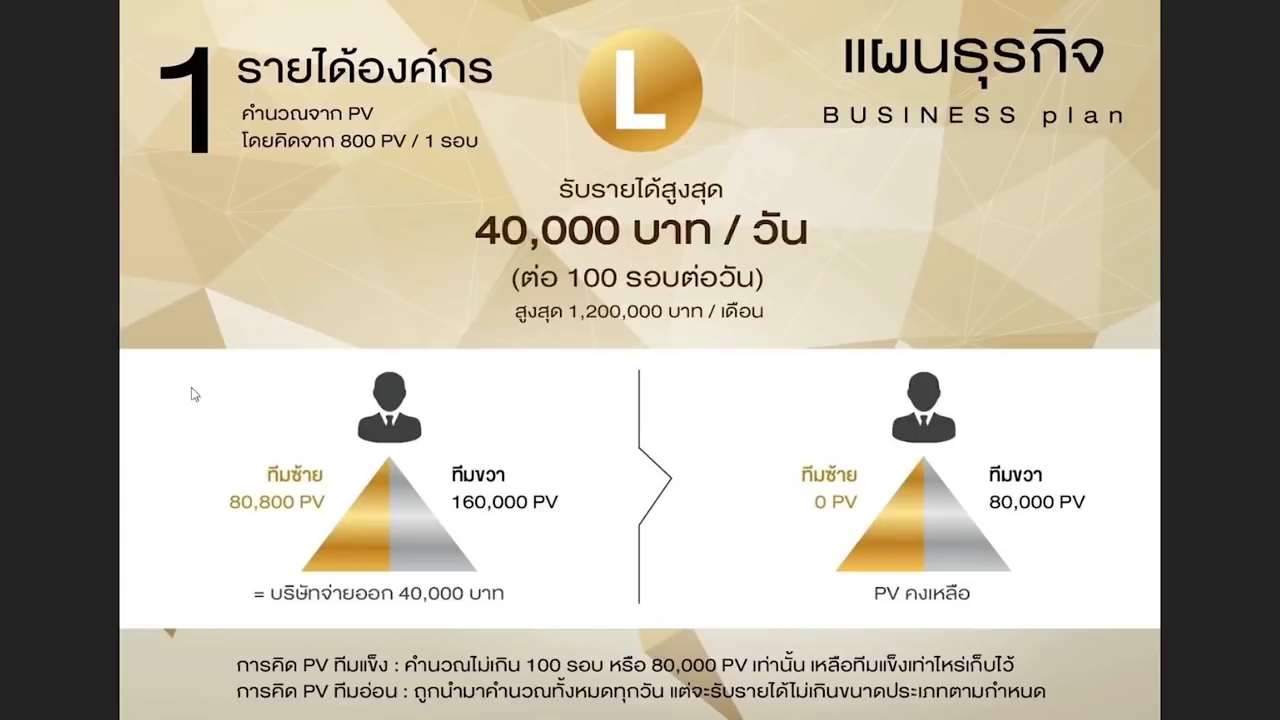 1 รายได้องค์กร
คำนวณจาก PV
โดยคิดจาก 800 PV / 1 รอบ
L
แผนธุรกิจ
BUSINESS plan
รับรายได้สูงสุด
40,000 บาท / วัน
(ต่อ 100 รอบต่อวัน)
สูงสุด 1,200,000 บาท / เดือน
ทีมซ้าย
80,800 PV
ทีมขวา
160,000 PV
= บริษัทจ่ายออก 40,000 บาท
ทีมซ้าย
0 PV
ทีมขวา
80,000 PV
PV คงเหลือ
การคิด PV ทีมแข็ง : คำนวณไม่เกิน 100 รอบ หรือ 80,000 PV เท่านั้น เหลือทีมแข็งเท่าไหร่เก็บไว้
การคิด PV ทีมอ่อน : ถูกนำมาคำนวณทั้งหมดทุกวัน แต่จะรับรายได้ไม่เกินขนาดประเภทตามกำหนด